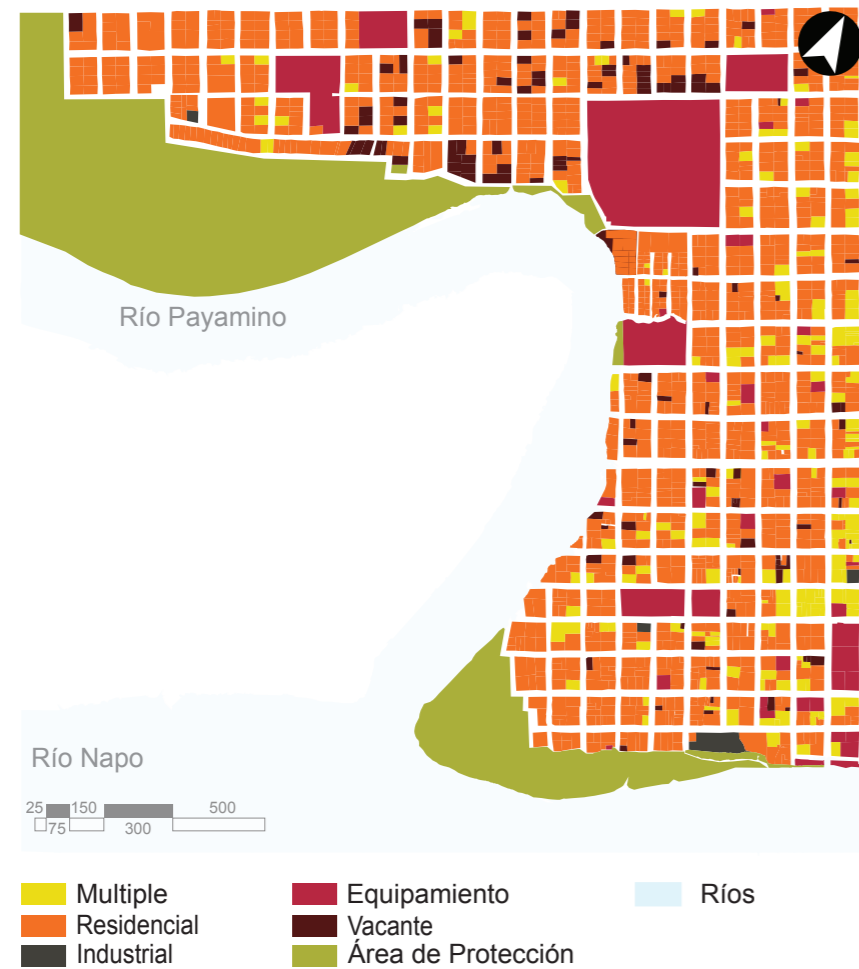 Río Payamino
Río Napo
25 150 500
75 300
Multiple
Residencial
Industrial
Equipamiento
Vacante
Área de Protección
Ríos